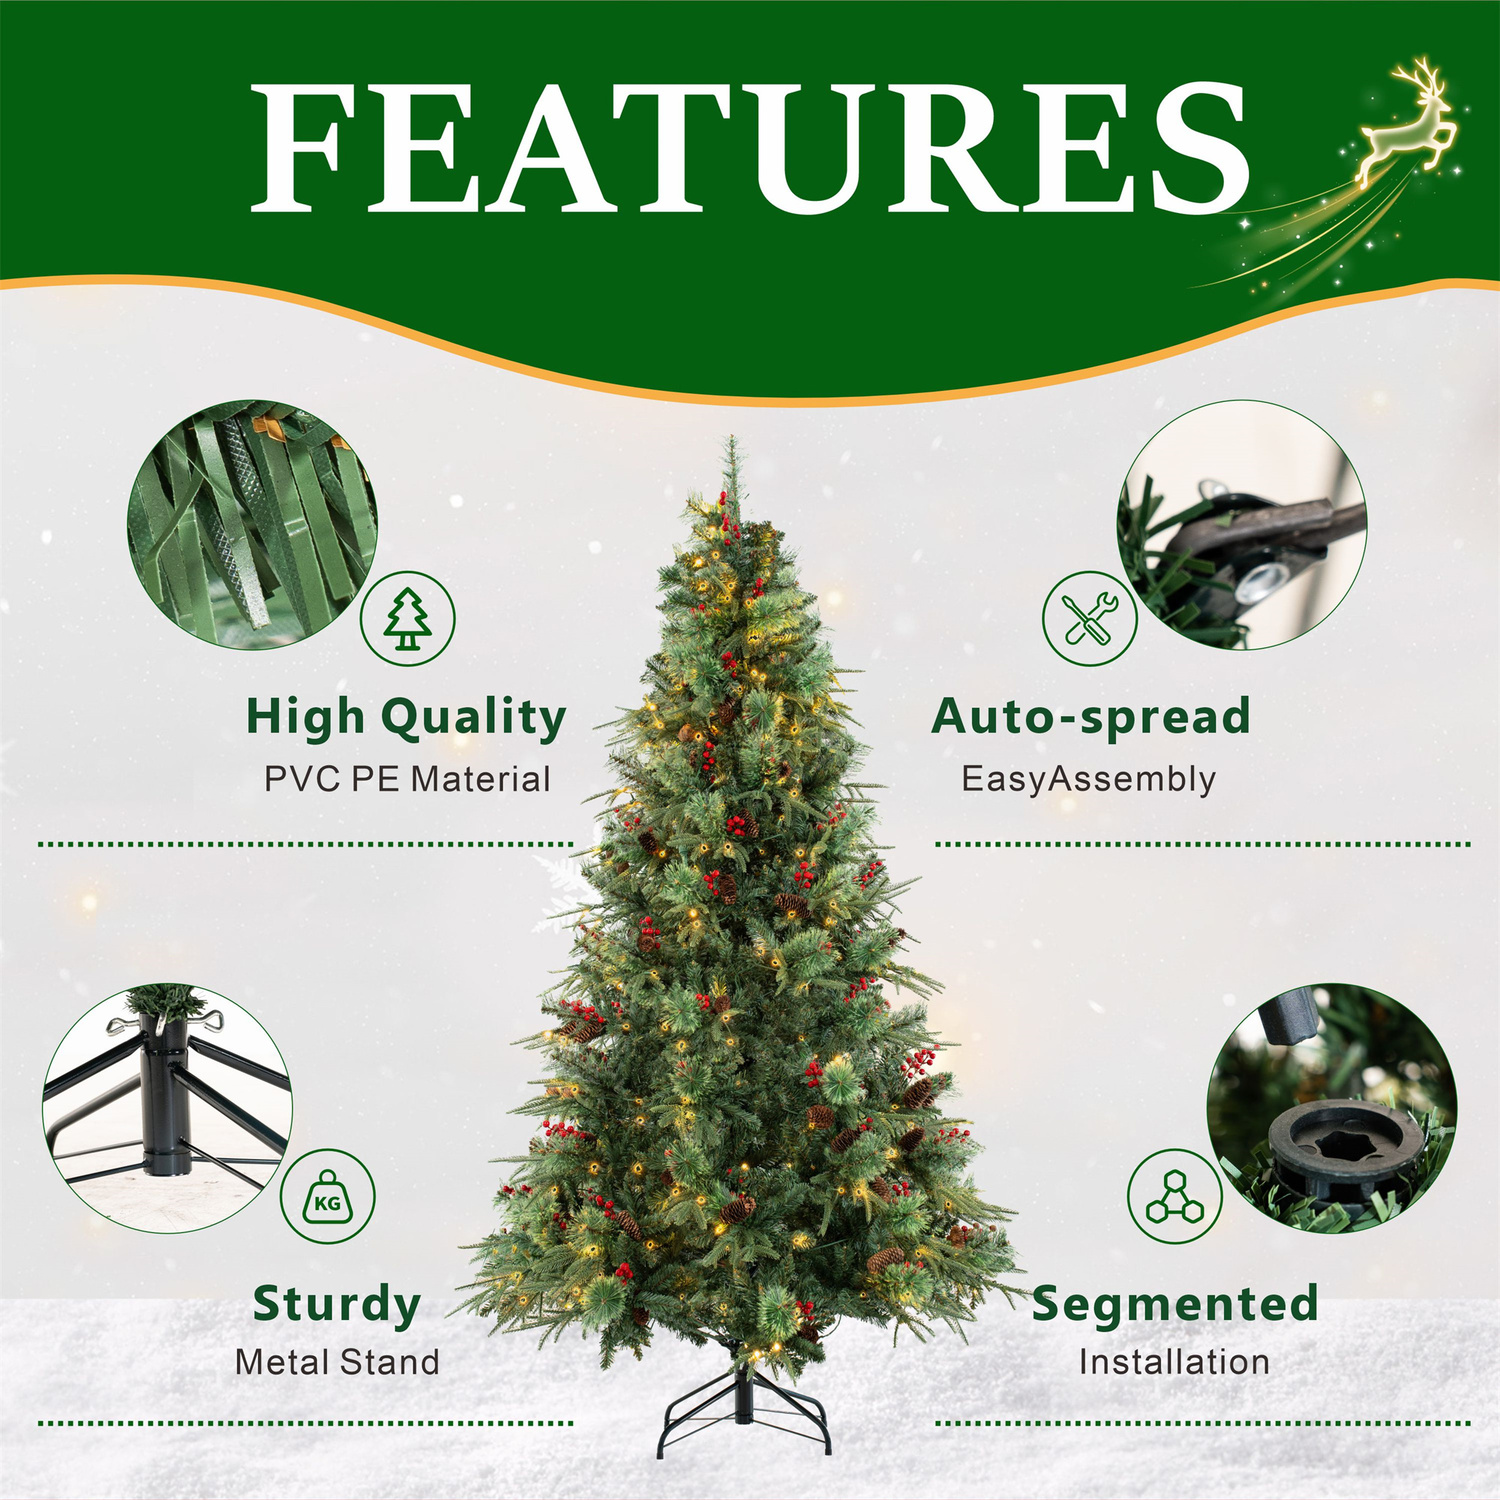 FEATURES
High Quality
PVC PE Material
Auto-spread
EasyAssembly
KG
Sturdy
Metal Stand
Segmented
Installation